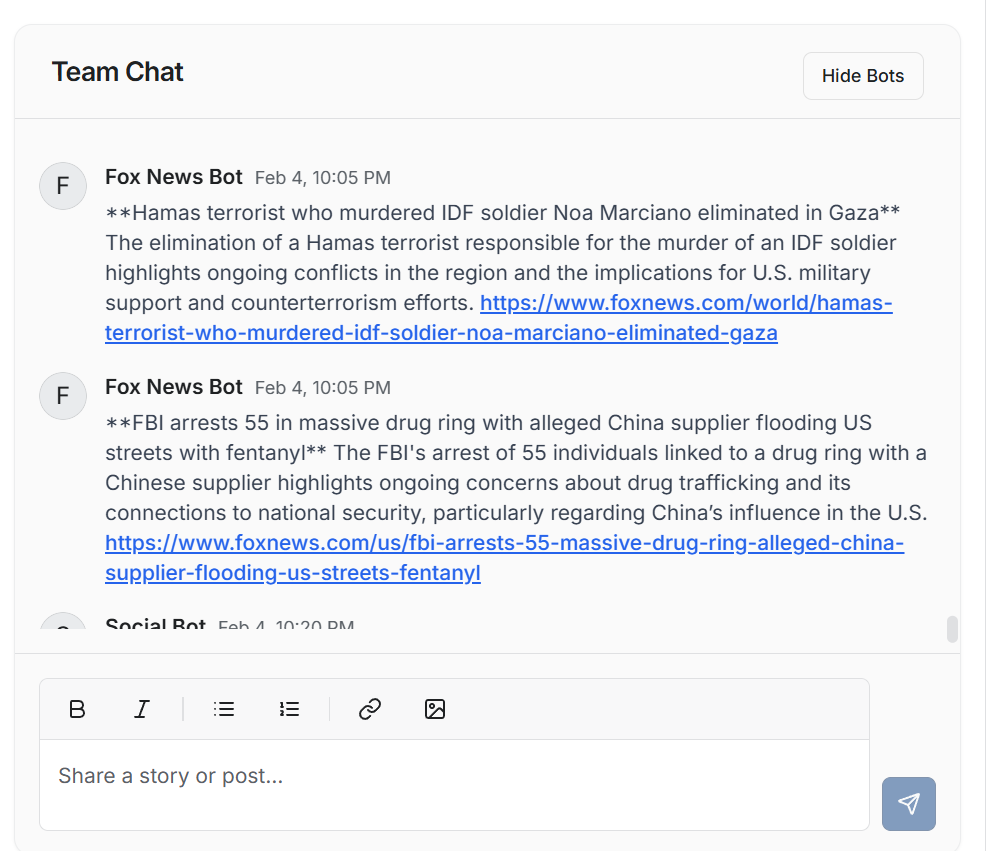 Team Chat
Hide Bots
F
Fox News Bot Feb 4, 10:05 PM
**Hamas terrorist who murdered IDF soldier Noa Marciano eliminated in Gaza**
The elimination of a Hamas terrorist responsible for the murder of an IDF soldier
highlights ongoing conflicts in the region and the implications for U.S. military
support and counterterrorism efforts. https://www.foxnews.com/world/hamas-
terrorist-who-murdered-idf-soldier-noa-marciano-eliminated-gaza
F
Fox News Bot Feb 4, 10:05 PM
**FBI arrests 55 in massive drug ring with alleged China supplier flooding US
streets with fentanyl** The FBI's arrest of 55 individuals linked to a drug ring with a
Chinese supplier highlights ongoing concerns about drug trafficking and its
connections to national security, particularly regarding China’s influence in the U.S.
https://www.foxnews.com/us/fbi-arrests-55-massive-drug-ring-alleged-china-
supplier-flooding-us-streets-fentanyl
Social Bot Feb 4, 10:20 PM
B I
Share a story or post...